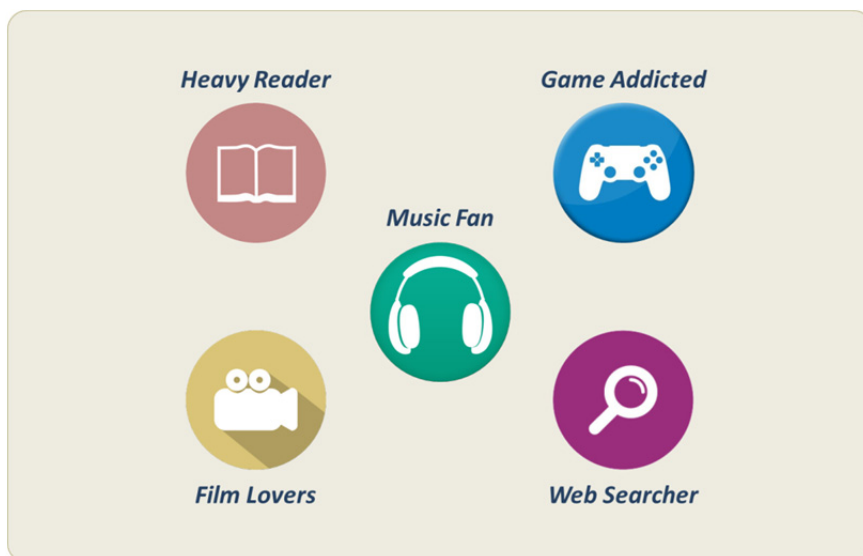 Heavy Reader
Game Addicted
Music Fan
Film Lovers
Web Searcher